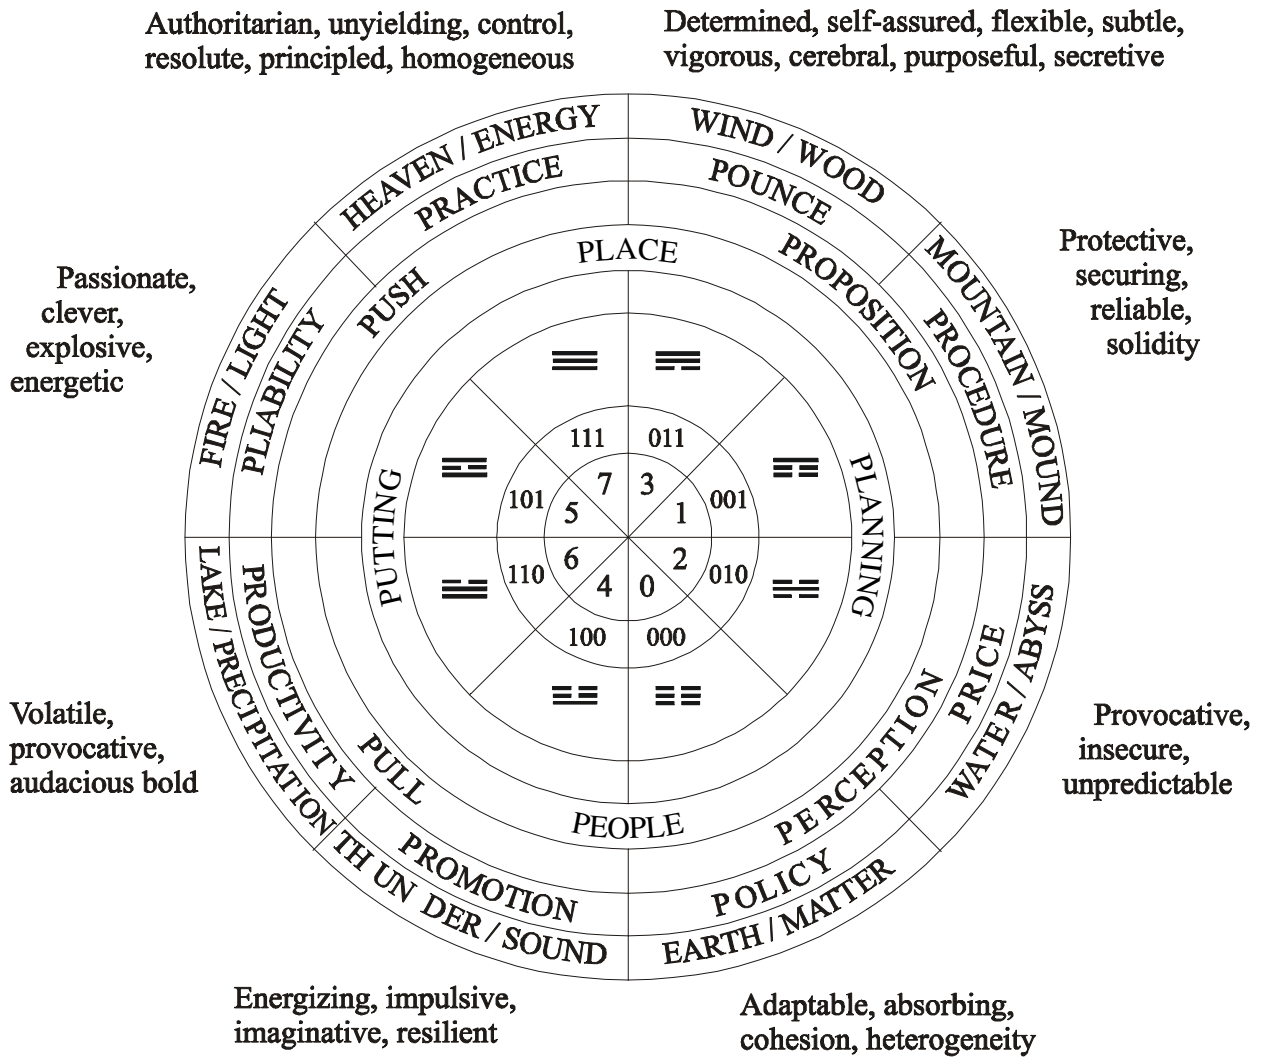 Authoritarian, unyielding, control,
resolute, principled, homogeneous
Determined, self-assured, flexible, subtle,
vigorous, cerebral, purposeful, secretive
HEAVEN / ENERGY
WIND / WOOD
PRACTICE
POUNCE
Passionate,
clever,
explosive,
energetic
Protective,
securing,
reliable,
solidity
FIRE / LIGHT
PLIABILITY
PUSH
PLACE
PROPOSITION
PROCEDURE
MOUNTAIN / MOUND
PUTTING
PLANNING
111
011
101
001
7
3
5
1
6
2
4
0
110
010
100
000
LAKE / PRECIPITATION
PRODUCTIVITY
PULL
PEOPLE
PERCEPTION
PRICE
WATER / ABYSS
Volatile,
provocative,
audacious bold
Provocative,
insecure,
unpredictable
PROMOTION
POLICY
TH UN DER / SOUND
EARTH / MATTER
Energizing, impulsive,
imaginative, resilient
Adaptable, absorbing,
cohesion, heterogeneity